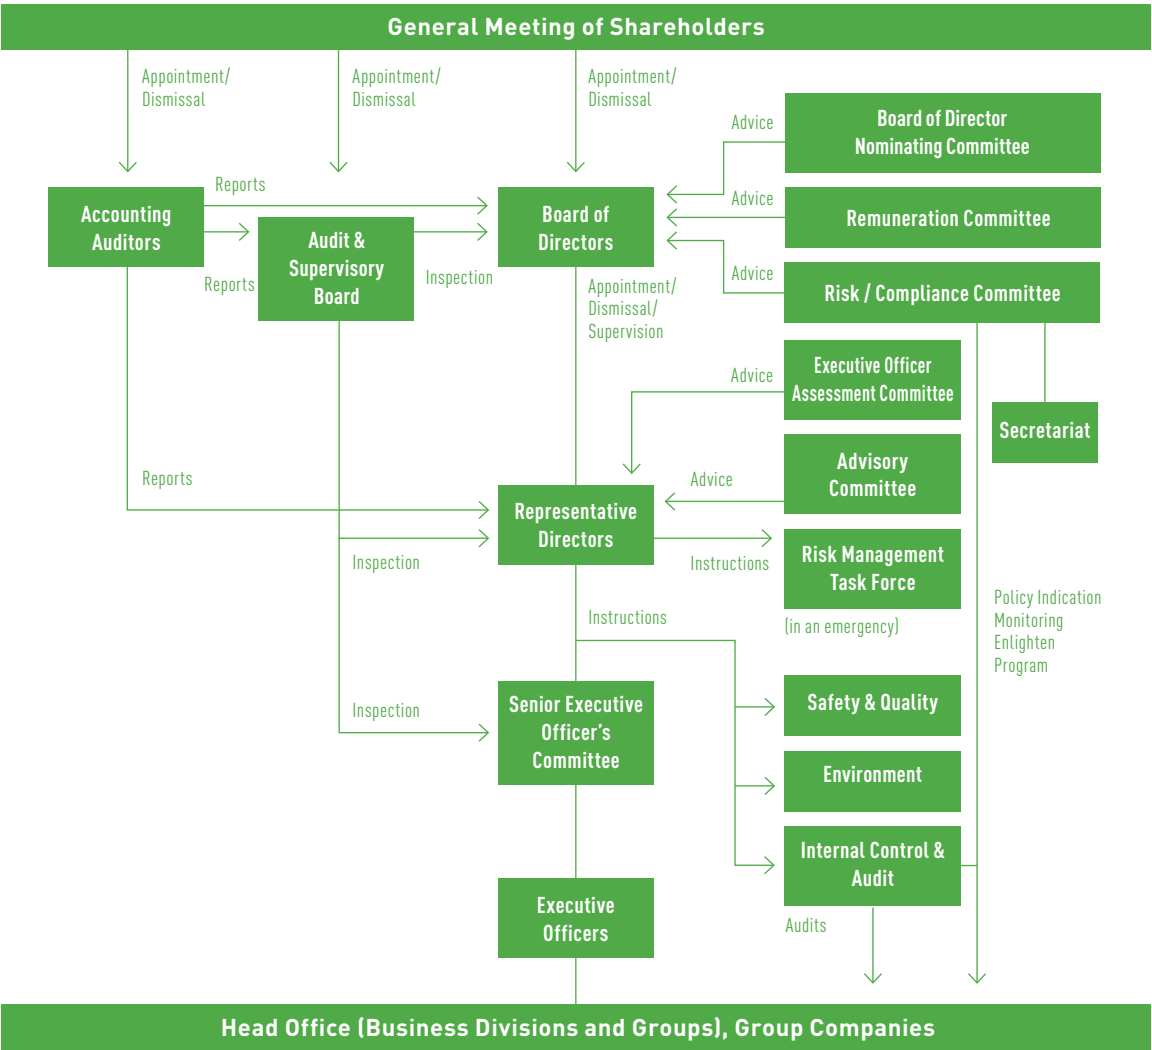 General Meeting of Shareholders
Appointment/
Dismissal
Appointment/
Dismissal
Appointment/
Dismissal
Advice
Board of Director
Nominating Committee
Reports
Advice
Accounting
Auditors
Audit &
Supervisory
Board
Board of
Directors
Remuneration Committee
Reports
Inspection
Advice
Risk / Compliance Committee
Appointment/
Dismissal/
Supervision
Advice
Executive Officer
Assessment Committee
Secretariat
Reports
Advice
Advisory
Committee
Representative
Directors
Inspection
Instructions
Risk Management
Task Force
(in an emergency)
Policy Indication
Monitoring
Enlighten
Program
Instructions
Inspection
Senior Executive
Officer's
Committee
Safety & Quality
Environment
Internal Control &
Audit
Executive
Officers
Audits
Head Office (Business Divisions and Groups), Group Companies